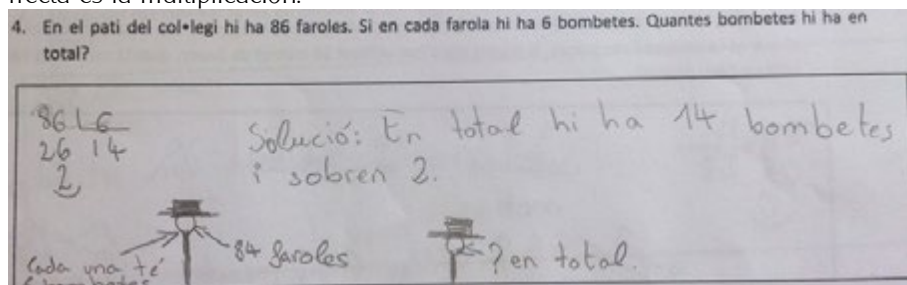 4. En el pati del col•legi hi ha 86 faroles. Si en cada farola hi ha 6 bombetes. Quantes bombetes hi ha en
total?
86 6
26 14
2
Solució: En total hi ha 14 bombetes
i sobren 2.
84 faroles
? en total.
Cada una té